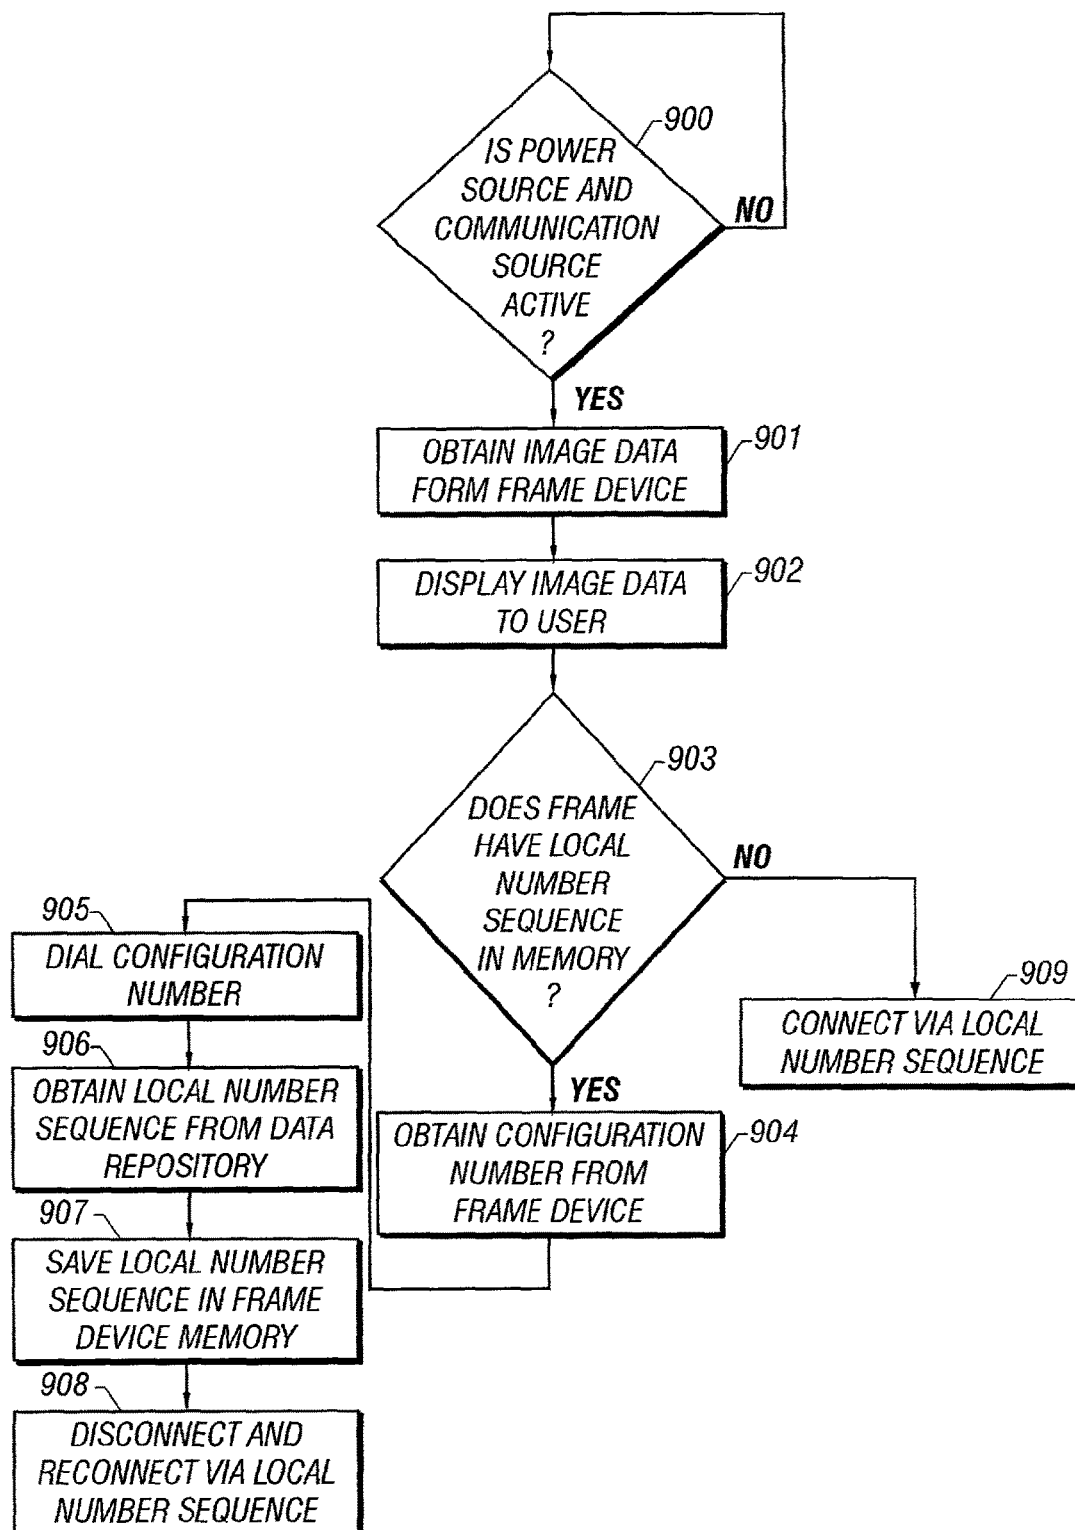 900
IS POWER
SOURCE AND
COMMUNICATION
SOURCE
ACTIVE
?
NO
YES
901
OBTAIN IMAGE DATA
FORM FRAME DEVICE
902
DISPLAY IMAGE DATA
TO USER
903
DOES FRAME
HAVE LOCAL
NUMBER
SEQUENCE
IN MEMORY
?
NO
YES
909
CONNECT VIA LOCAL
NUMBER SEQUENCE
904
OBTAIN CONFIGURATION
NUMBER FROM
FRAME DEVICE
905
DIAL CONFIGURATION
NUMBER
906
OBTAIN LOCAL NUMBER
SEQUENCE FROM DATA
REPOSITORY
907
SAVE LOCAL NUMBER
SEQUENCE IN FRAME
DEVICE MEMORY
908
DISCONNECT AND
RECONNECT VIA LOCAL
NUMBER SEQUENCE